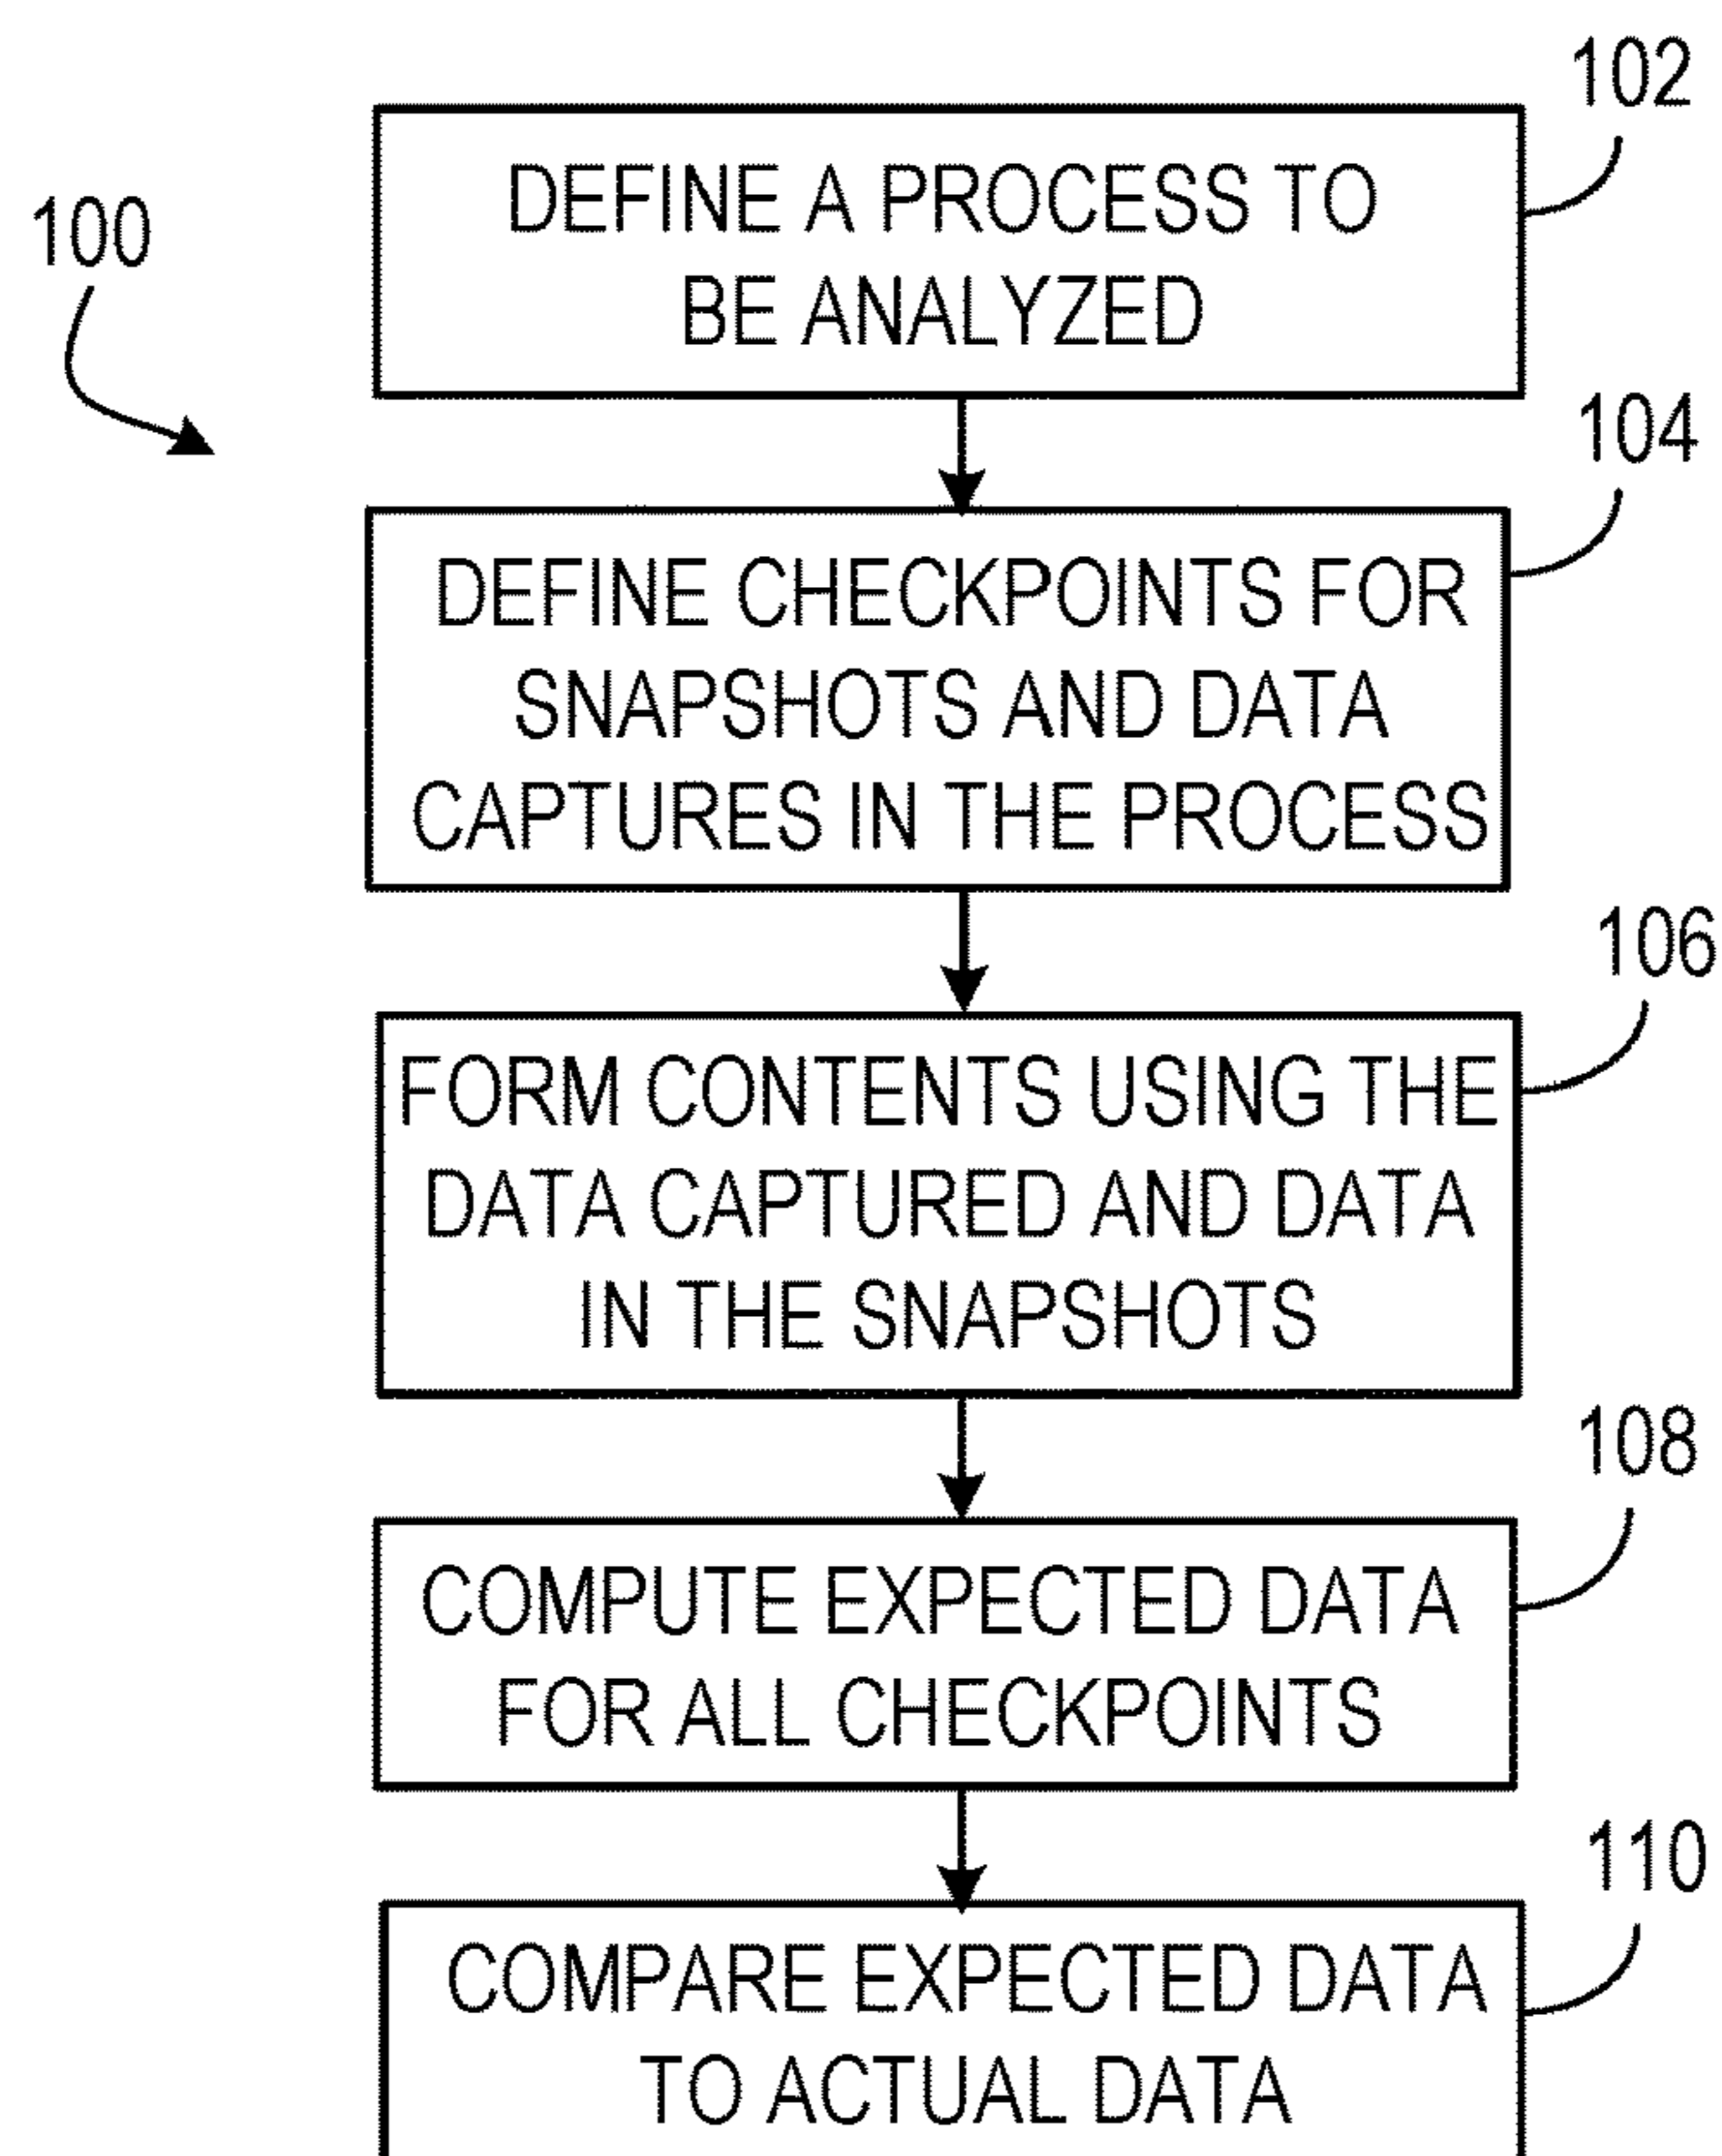 102
DEFINE A PROCESS TO
BE ANALYZED
100
104
DEFINE CHECKPOINTS FOR
SNAPSHOTS AND DATA
CAPTURES IN THE PROCESS
106
FORM CONTENTS USING THE
DATA CAPTURED AND DATA
IN THE SNAPSHOTS
108
COMPUTE EXPECTED DATA
FOR ALL CHECKPOINTS
110
COMPARE EXPECTED DATA
TO ACTUAL DATA